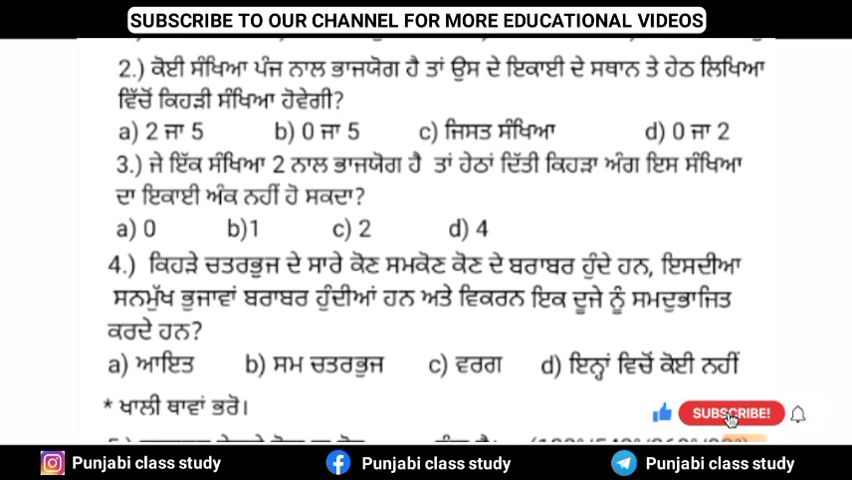 SUBSCRIBE TO OUR CHANNEL FOR MORE EDUCATIONAL VIDEOS
2.) ਕੋਈ ਸੰਖਿਆ ਪੰਜ ਨਾਲ ਭਾਜਯੋਗ ਹੈ ਤਾਂ ਉਸ ਦੇ ਇਕਾਈ ਦੇ ਸਥਾਨ ਤੇ ਹੇਠ ਲਿਖਿਆ
ਵਿੱਚੋਂ ਕਿਹੜੀ ਸੰਖਿਆ ਹੋਵੇਗੀ?
a) 2 ਜਾ 5 b) 0 ਜਾ 5 c) ਜਿਸਤ ਸੰਖਿਆ d) 0 ਜਾ 2
3.) ਜੇ ਇੱਕ ਸੰਖਿਆ 2 ਨਾਲ ਭਾਜਯੋਗ ਹੈ ਤਾਂ ਹੇਠਾਂ ਦਿੱਤੀ ਕਿਹੜਾ ਅੰਗ ਇਸ ਸੰਖਿਆ
ਦਾ ਇਕਾਈ ਅੰਕ ਨਹੀਂ ਹੋ ਸਕਦਾ?
a) 0 b)1 c) 2 d) 4
4.) ਕਿਹੜੇ ਚਤਰਭੁਜ ਦੇ ਸਾਰੇ ਕੋਣ ਸਮਕੋਣ ਕੋਣ ਦੇ ਬਰਾਬਰ ਹੁੰਦੇ ਹਨ, ਇਸਦੀਆ
ਸਨਮੁੱਖ ਭੁਜਾਵਾਂ ਬਰਾਬਰ ਹੁੰਦੀਆਂ ਹਨ ਅਤੇ ਵਿਕਰਨ ਇਕ ਦੂਜੇ ਨੂੰ ਸਮਦੁਭਾਜਿਤ
ਕਰਦੇ ਹਨ?
a) ਆਇਤ b) ਸਮ ਚਤਰਭੁਜ c) ਵਰਗ d) ਇਨ੍ਹਾਂ ਵਿਚੋਂ ਕੋਈ ਨਹੀਂ
* ਖਾਲੀ ਥਾਵਾਂ ਭਰੋ।
SUBSCRIBE!
Punjabi class study Punjabi class study Punjabi class study